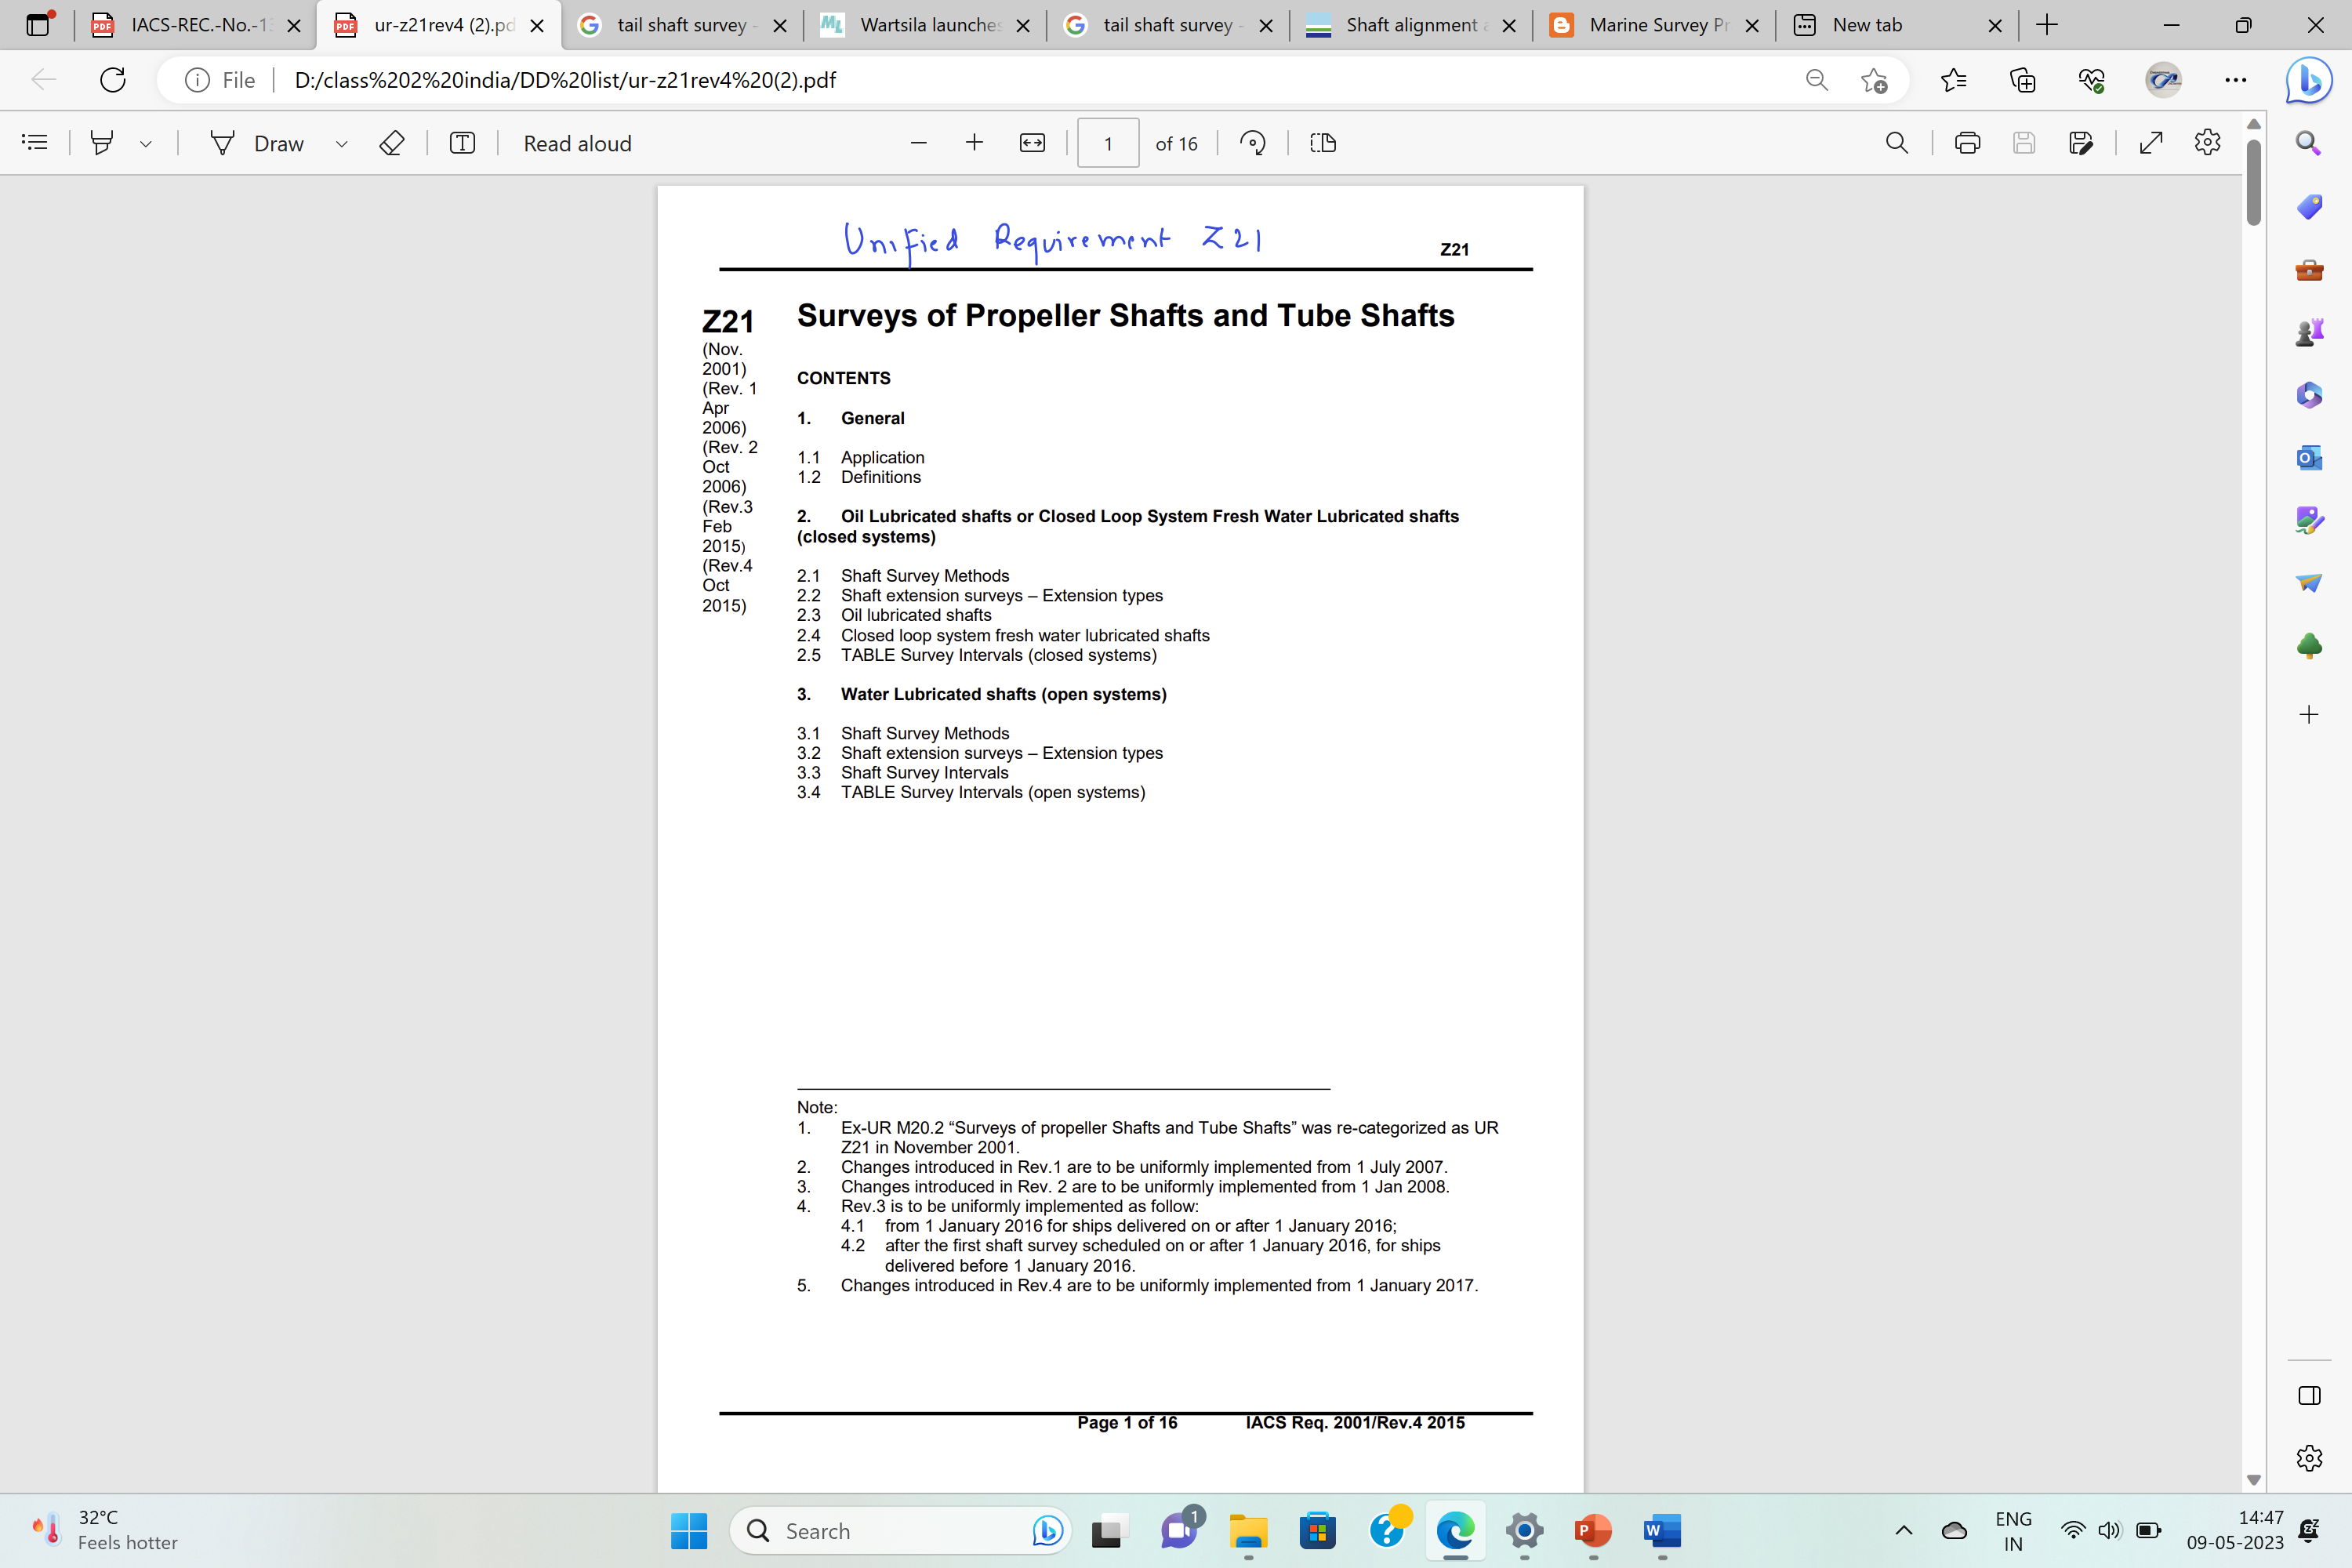 IACS-REC.-No.-13
ur-z21rev4 (2).pd
tail shaft survey -
Wartsila launches
tail shaft survey -
Shaft alignment a
Marine Survey Pr
New tab
File
D:/class%202%20india/DD%20list/ur-z21rev4%20(2).pdf
Draw
Read aloud
1
of 16
Unified Requirement Z21
Z21
Z21
Surveys of Propeller Shafts and Tube Shafts
(Nov.
2001)
(Rev. 1
Apr
2006)
(Rev. 2
Oct
2006)
(Rev.3
Feb
2015)
(Rev.4
Oct
2015)
CONTENTS
1. General
1.1 Application
1.2 Definitions
2. Oil Lubricated shafts or Closed Loop System Fresh Water Lubricated shafts
(closed systems)
2.1 Shaft Survey Methods
2.2 Shaft extension surveys – Extension types
2.3 Oil lubricated shafts
2.4 Closed loop system fresh water lubricated shafts
2.5 TABLE Survey Intervals (closed systems)
3. Water Lubricated shafts (open systems)
3.1 Shaft Survey Methods
3.2 Shaft extension surveys – Extension types
3.3 Shaft Survey Intervals
3.4 TABLE Survey Intervals (open systems)
Note:
1. Ex-UR M20.2 “Surveys of propeller Shafts and Tube Shafts” was re-categorized as UR
Z21 in November 2001.
2. Changes introduced in Rev.1 are to be uniformly implemented from 1 July 2007.
3. Changes introduced in Rev. 2 are to be uniformly implemented from 1 Jan 2008.
4. Rev.3 is to be uniformly implemented as follow:
4.1 from 1 January 2016 for ships delivered on or after 1 January 2016;
4.2 after the first shaft survey scheduled on or after 1 January 2016, for ships
delivered before 1 January 2016.
5. Changes introduced in Rev.4 are to be uniformly implemented from 1 January 2017.
Page 1 of 16
IACS Req. 2001/Rev.4 2015
32°C
Feels hotter
Search
1
ENG
IN
14:47
09-05-2023